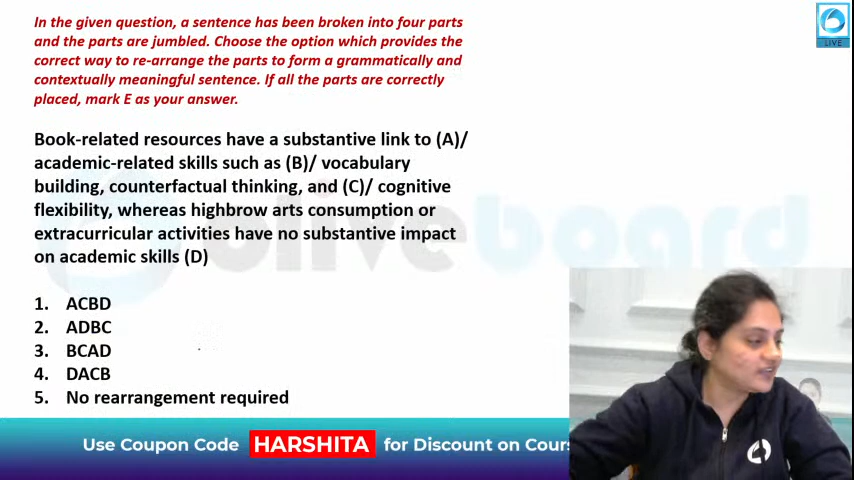 In the given question, a sentence has been broken into four parts
and the parts are jumbled. Choose the option which provides the
correct way to re-arrange the parts to form a grammatically and
contextually meaningful sentence. If all the parts are correctly
placed, mark E as your answer.
LIVE
Book-related resources have a substantive link to (A)/
academic-related skills such as (B)/ vocabulary
building, counterfactual thinking, and (C)/ cognitive
flexibility, whereas highbrow arts consumption or
extracurricular activities have no substantive impact
on academic skills (D)
oliveboard
1. ACBD
2. ADBC
3. BCAD
4. DACB
5. No rearrangement required
Use Coupon Code HARSHITA for Discount on Cours